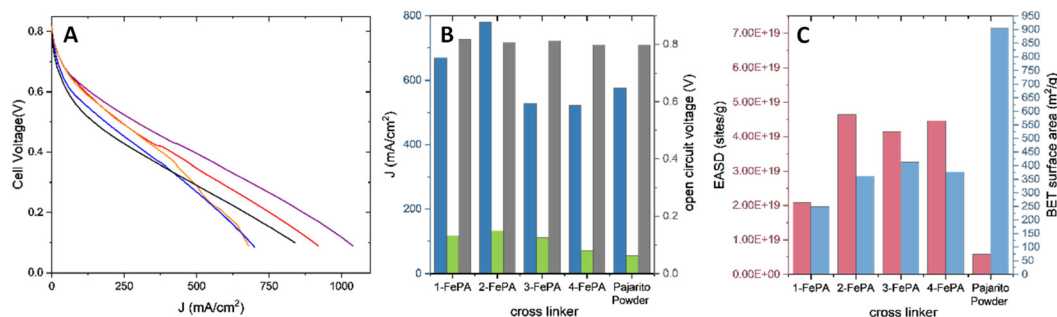 A
Cell Voltage(V)
0.8
0.6
0.4
0.2
0.0
0
250
500
750
1000
J (mA/cm²)
B
J (mA/cm²)
800
600
400
200
0
open circuit voltage (V)
0.8
0.6
0.4
0.2
0.0
1-FePA 2-FePA 3-FePA 4-FePA Pajarito
Powder
cross linker
C
EASD (sites/g)
7.00E+19
6.00E+19
5.00E+19
4.00E+19
3.00E+19
2.00E+19
1.00E+19
0.00E+00
BET surface area (m²/g)
950
900
850
800
750
700
650
600
550
500
450
400
350
300
250
200
150
100
50
0
1-FePA 2-FePA 3-FePA 4-FePA Pajarito
Powder
cross linker